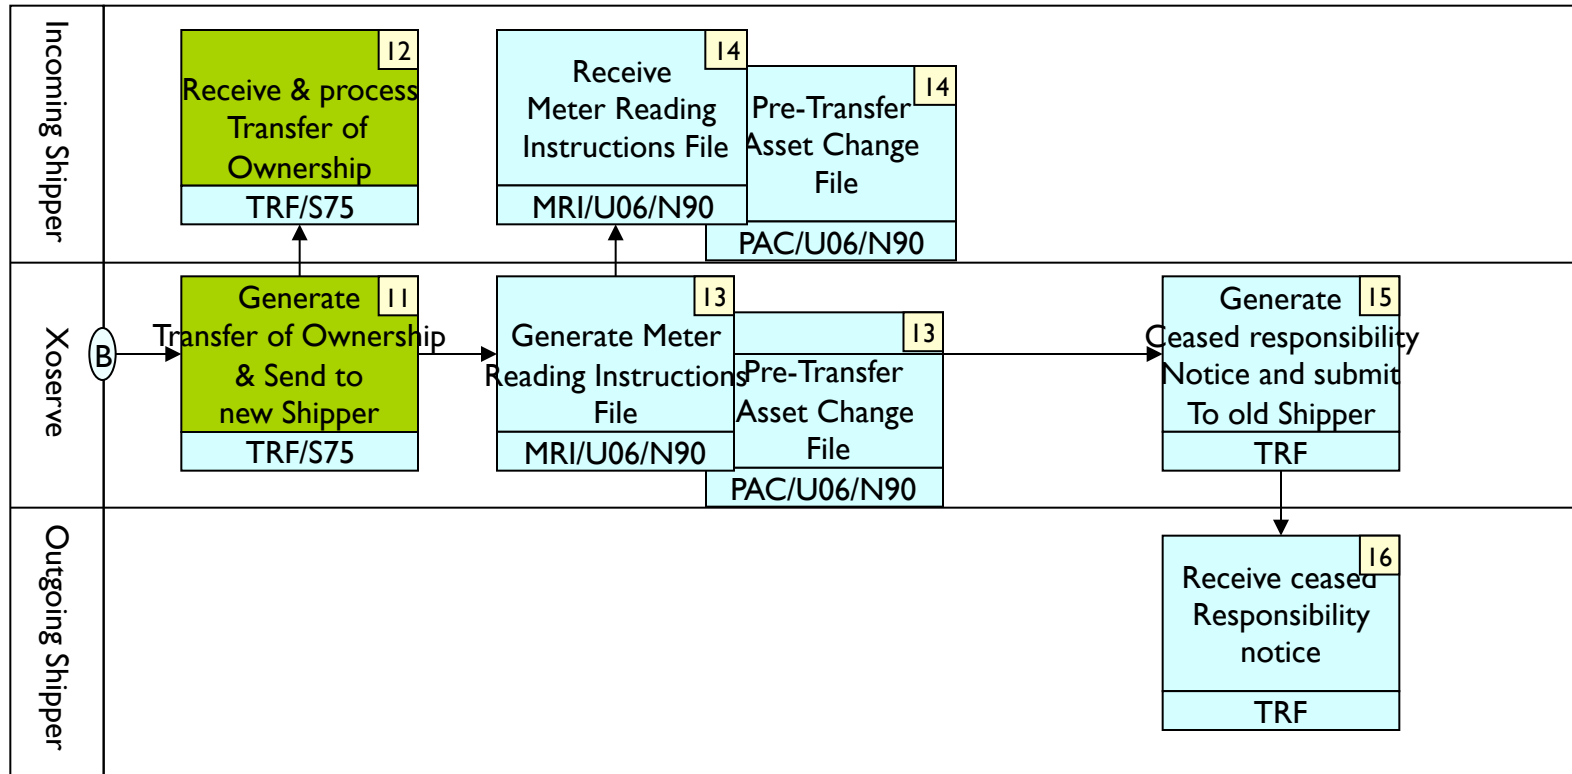 Incoming Shipper
12
Receive & process
Transfer of
Ownership
TRF/S75
14
Receive
Meter Reading
Instructions File
MRI/U06/N90
14
Pre-Transfer
Asset Change
File
PAC/U06/N90
Xoserve
B
11
Generate
Transfer of Ownership
& Send to
new Shipper
TRF/S75
13
Generate Meter
Reading Instructions
File
MRI/U06/N90
13
Pre-Transfer
Asset Change
File
PAC/U06/N90
15
Generate
Ceased responsibility
Notice and submit
To old Shipper
TRF
Outgoing Shipper
16
Receive ceased
Responsibility
notice
TRF